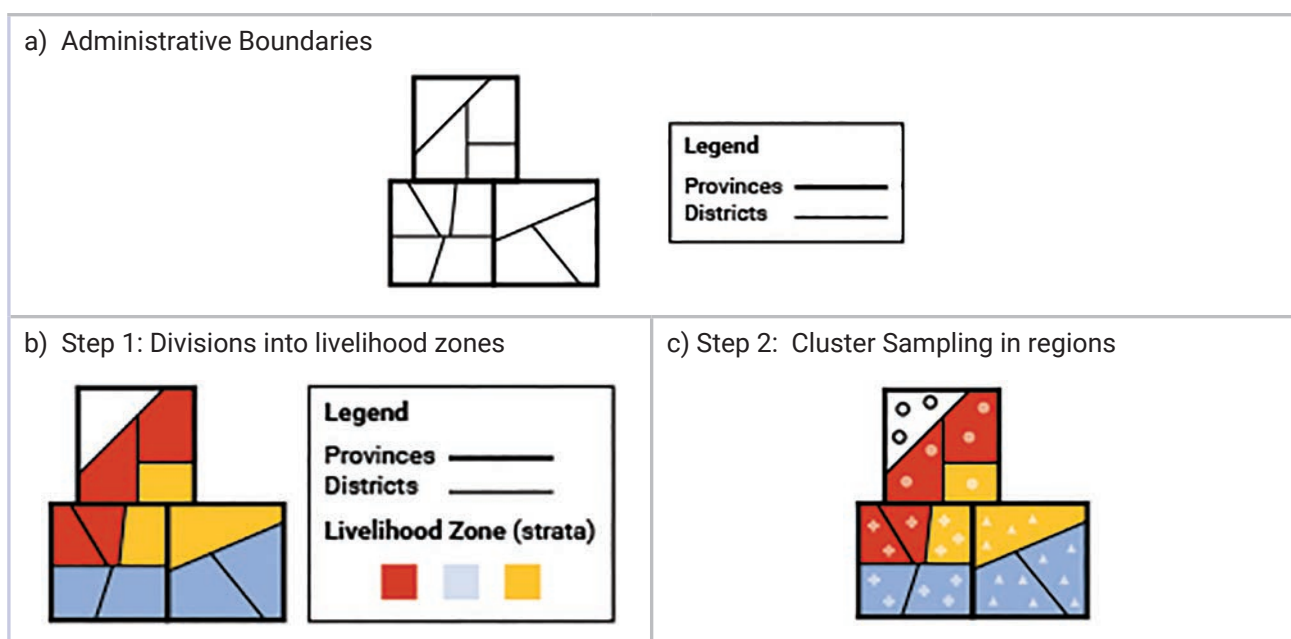 a) Administrative Boundaries
Legend
Provinces
Districts
b) Step 1: Divisions into livelihood zones
Legend
Provinces
Districts
Livelihood Zone (strata)
c) Step 2: Cluster Sampling in regions